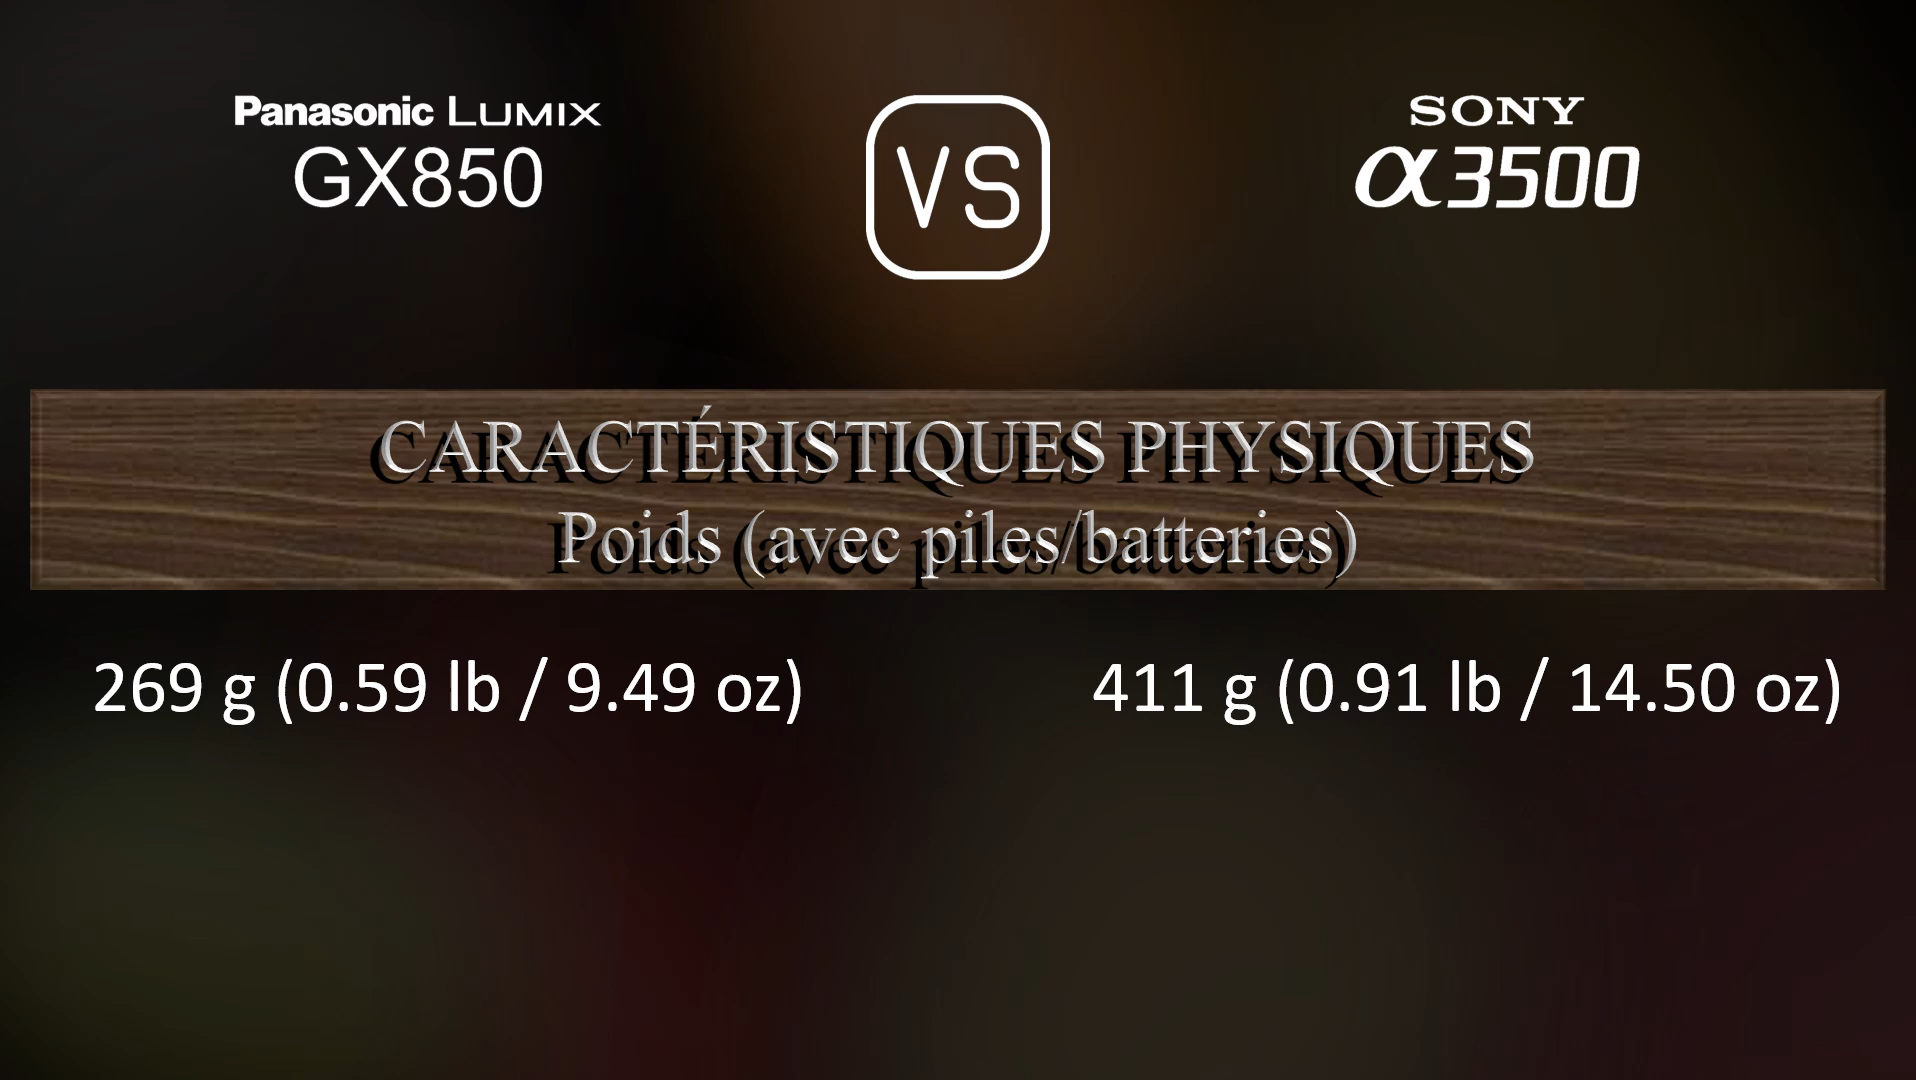 Panasonic LUMIX
GX850
VS
SONY
α3500
CARACTÉRISTIQUES PHYSIQUES
Poids (avec piles/batteries)
269 g (0.59 lb / 9.49 oz)
411 g (0.91 lb / 14.50 oz)